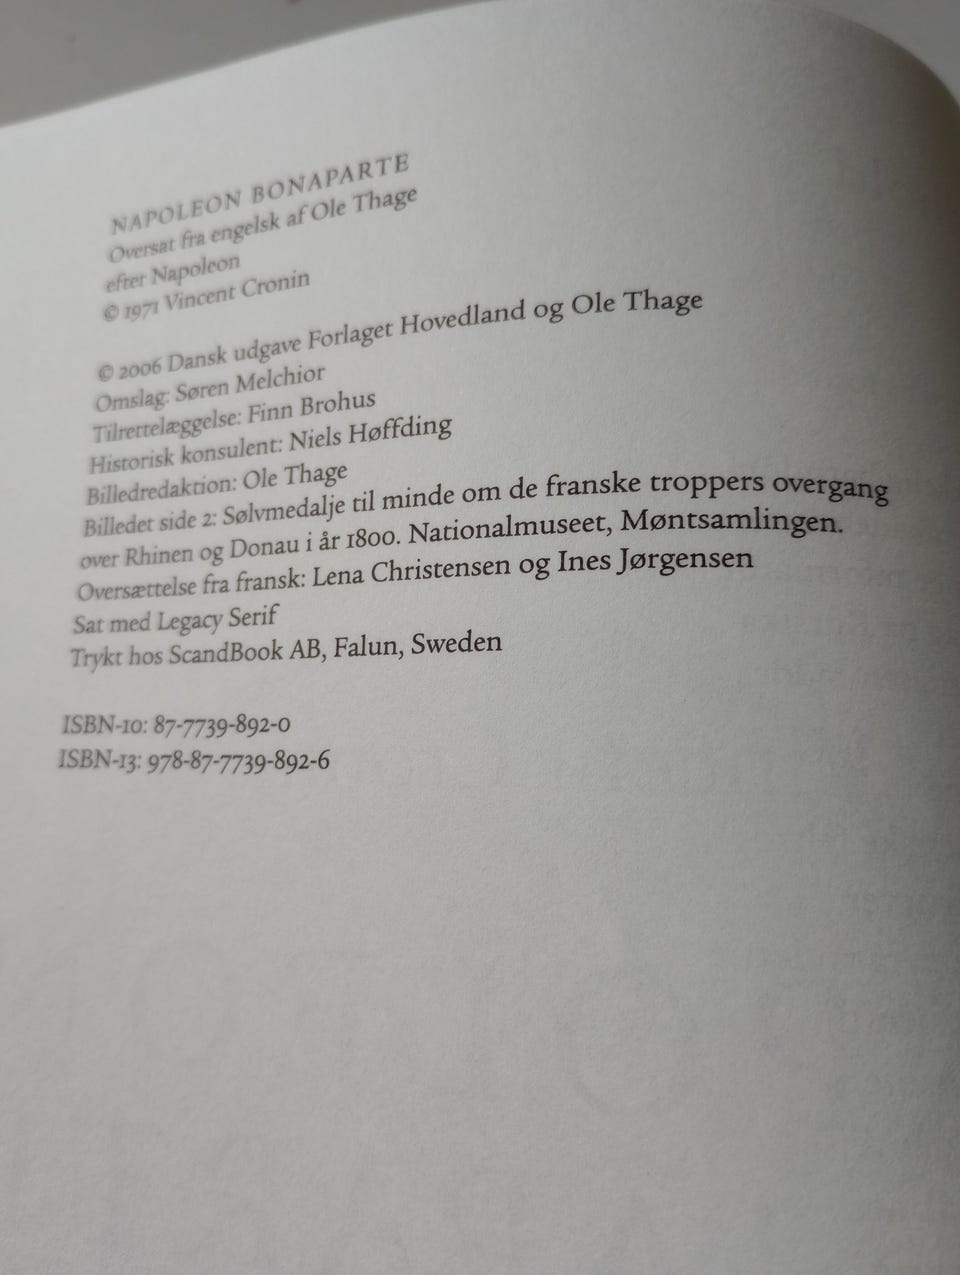 NAPOLEON BONAPARTE
Oversat fra engelsk af Ole Thage
efter Napoleon
© 1971 Vincent Cronin
© 2006 Dansk udgave Forlaget Hovedland og Ole Thage
Omslag: Søren Melchior
Tilrettelæggelse: Finn Brohus
Historisk konsulent: Niels Høffding
Billedredaktion: Ole Thage
Billedet side 2: Sølvmedalje til minde om de franske troppers overgang
over Rhinen og Donau i år 1800. Nationalmuseet, Møntsamlingen.
Oversættelse fra fransk: Lena Christensen og Ines Jørgensen
Sat med Legacy Serif
Trykt hos ScandBook AB, Falun, Sweden
ISBN-10: 87-7739-892-0
ISBN-13: 978-87-7739-892-6